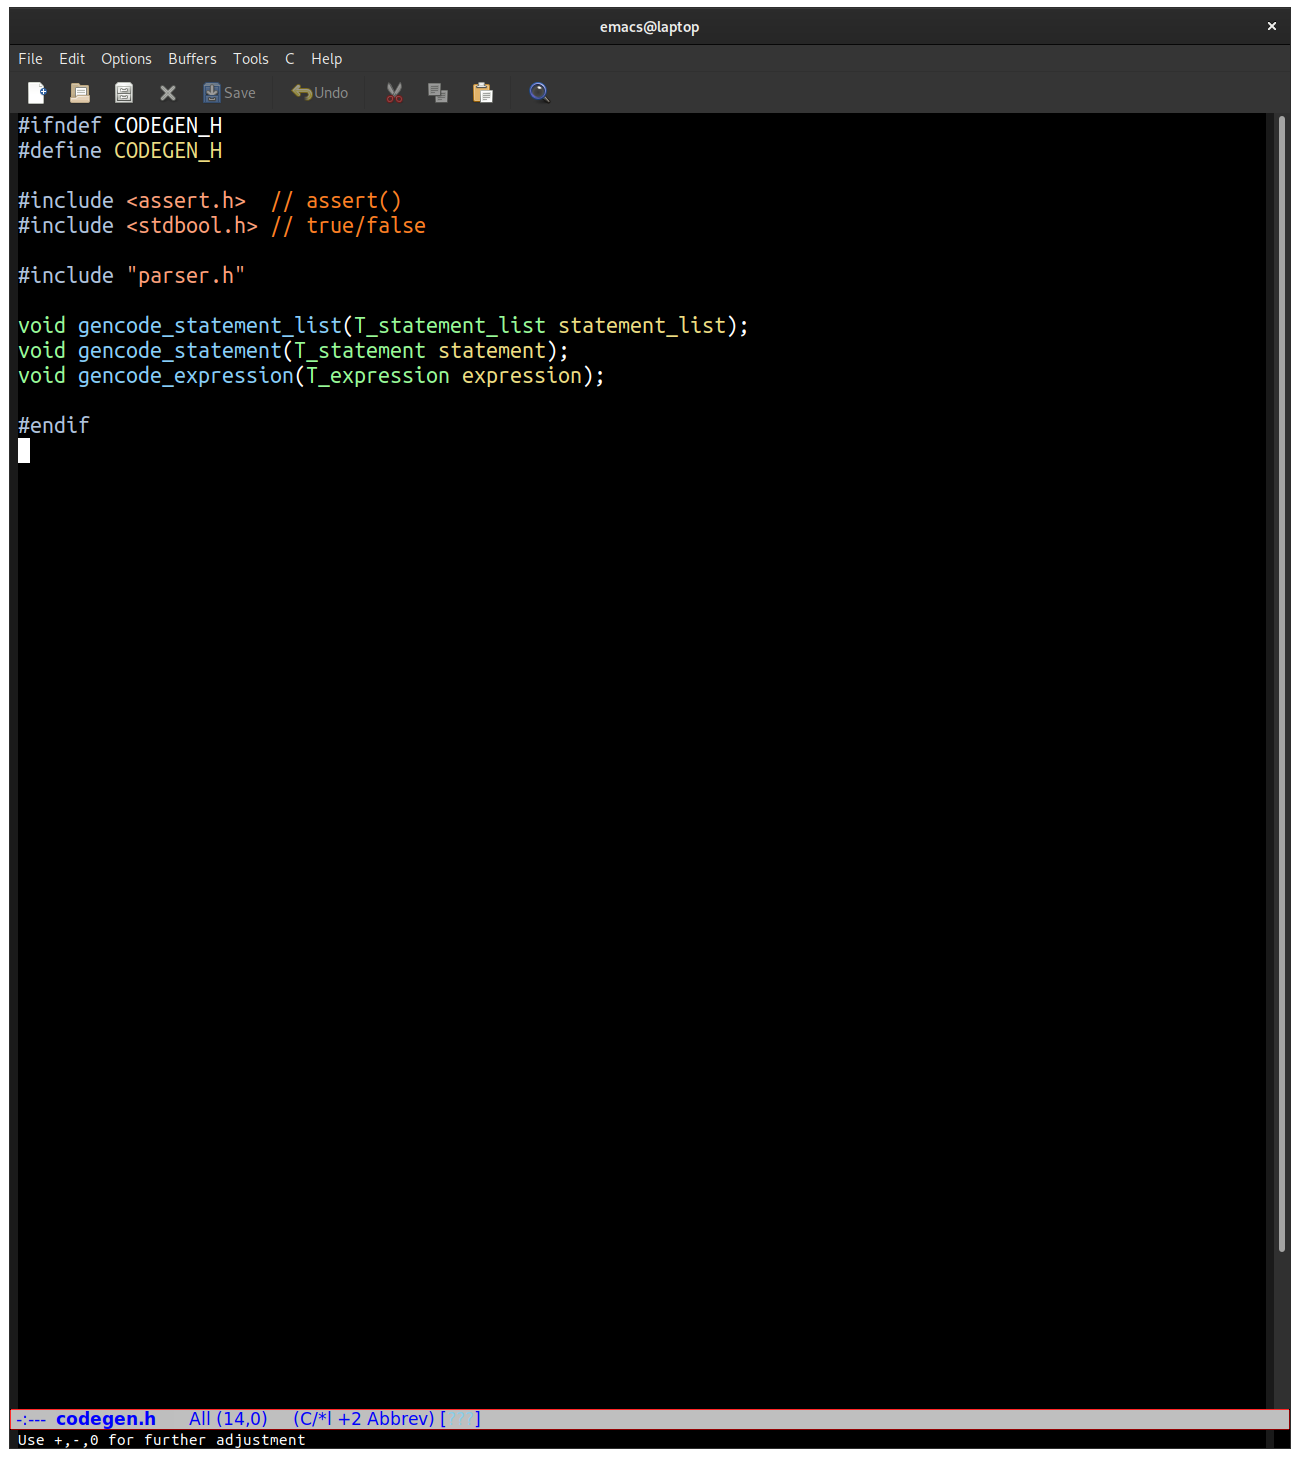 emacs@laptop
File Edit Options Buffers Tools C Help
Save Undo
#ifndef CODEGEN_H
#define CODEGEN_H
#include <assert.h>  // assert()
#include <stdbool.h> // true/false
#include "parser.h"
void gencode_statement_list(T_statement_list statement_list);
void gencode_statement(T_statement statement);
void gencode_expression(T_expression expression);
#endif
-:--- codegen.h All (14,0) (C/*l +2 Abbrev) [???]
Use +,-,0 for further adjustment